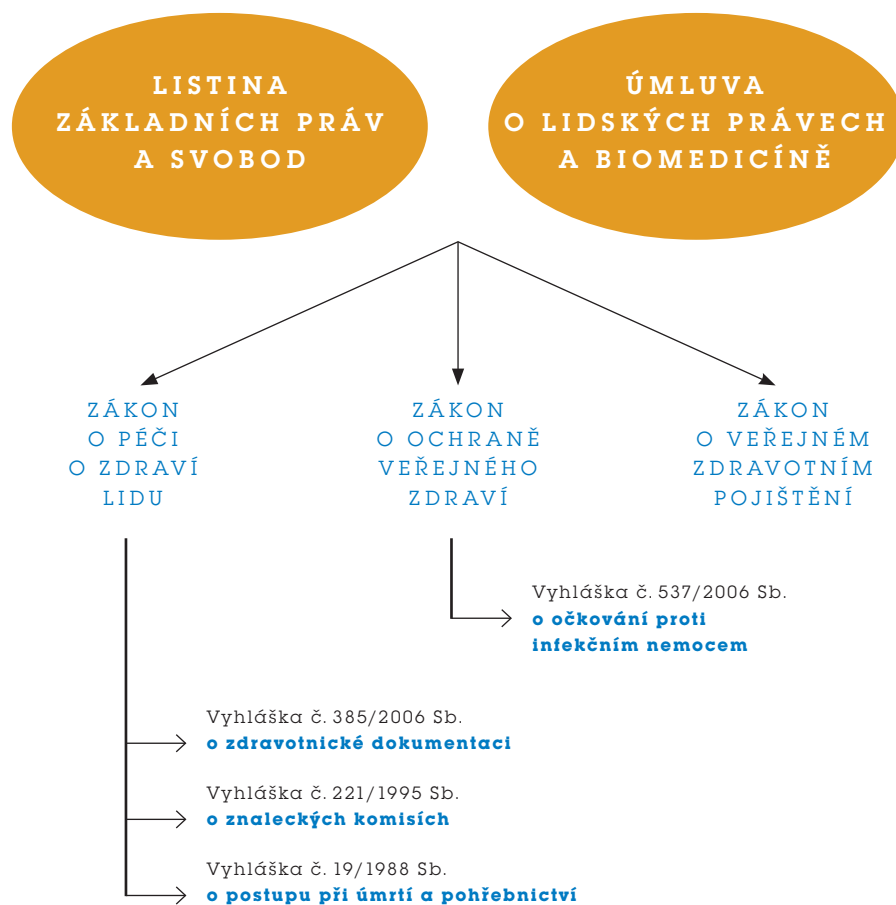 LISTINA
ZÁKLADNÍCH PRÁV
A SVOBOD
ÚMLUVA
O LIDSKÝCH PRÁVECH
A BIOMEDICÍNĚ
ZÁKON
O PÉČI
O ZDRAVÍ
LIDU
ZÁKON
O OCHRANĚ
VEŘEJNÉHO
ZDRAVÍ
ZÁKON
O VEŘEJNÉM
ZDRAVOTNÍM
POJIŠTĚNÍ
Vyhláška č. 537/2006 Sb.
o očkování proti
infekčním nemocem
Vyhláška č. 385/2006 Sb.
o zdravotnické dokumentaci
Vyhláška č. 221/1995 Sb.
o znaleckých komisích
Vyhláška č. 19/1988 Sb.
o postupu při úmrtí a pohřebnictví